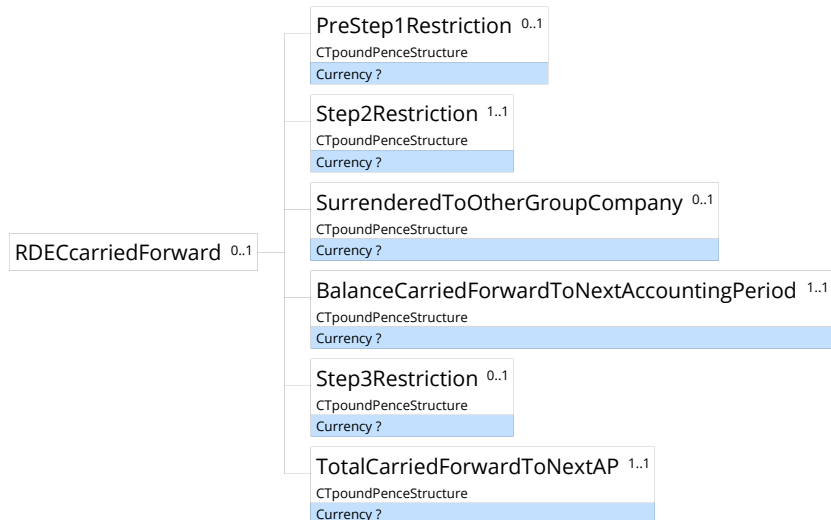 PreStep1Restriction 0..1
CTpoundPenceStructure
Currency ?
Step2Restriction 1..1
CTpoundPenceStructure
Currency ?
SurrenderedToOtherGroupCompany 0..1
CTpoundPenceStructure
Currency ?
RDECcarriedForward 0..1
BalanceCarriedForwardToNextAccountingPeriod 1..1
CTpoundPenceStructure
Currency ?
Step3Restriction 0..1
CTpoundPenceStructure
Currency ?
TotalCarriedForwardToNextAP 1..1
CTpoundPenceStructure
Currency ?